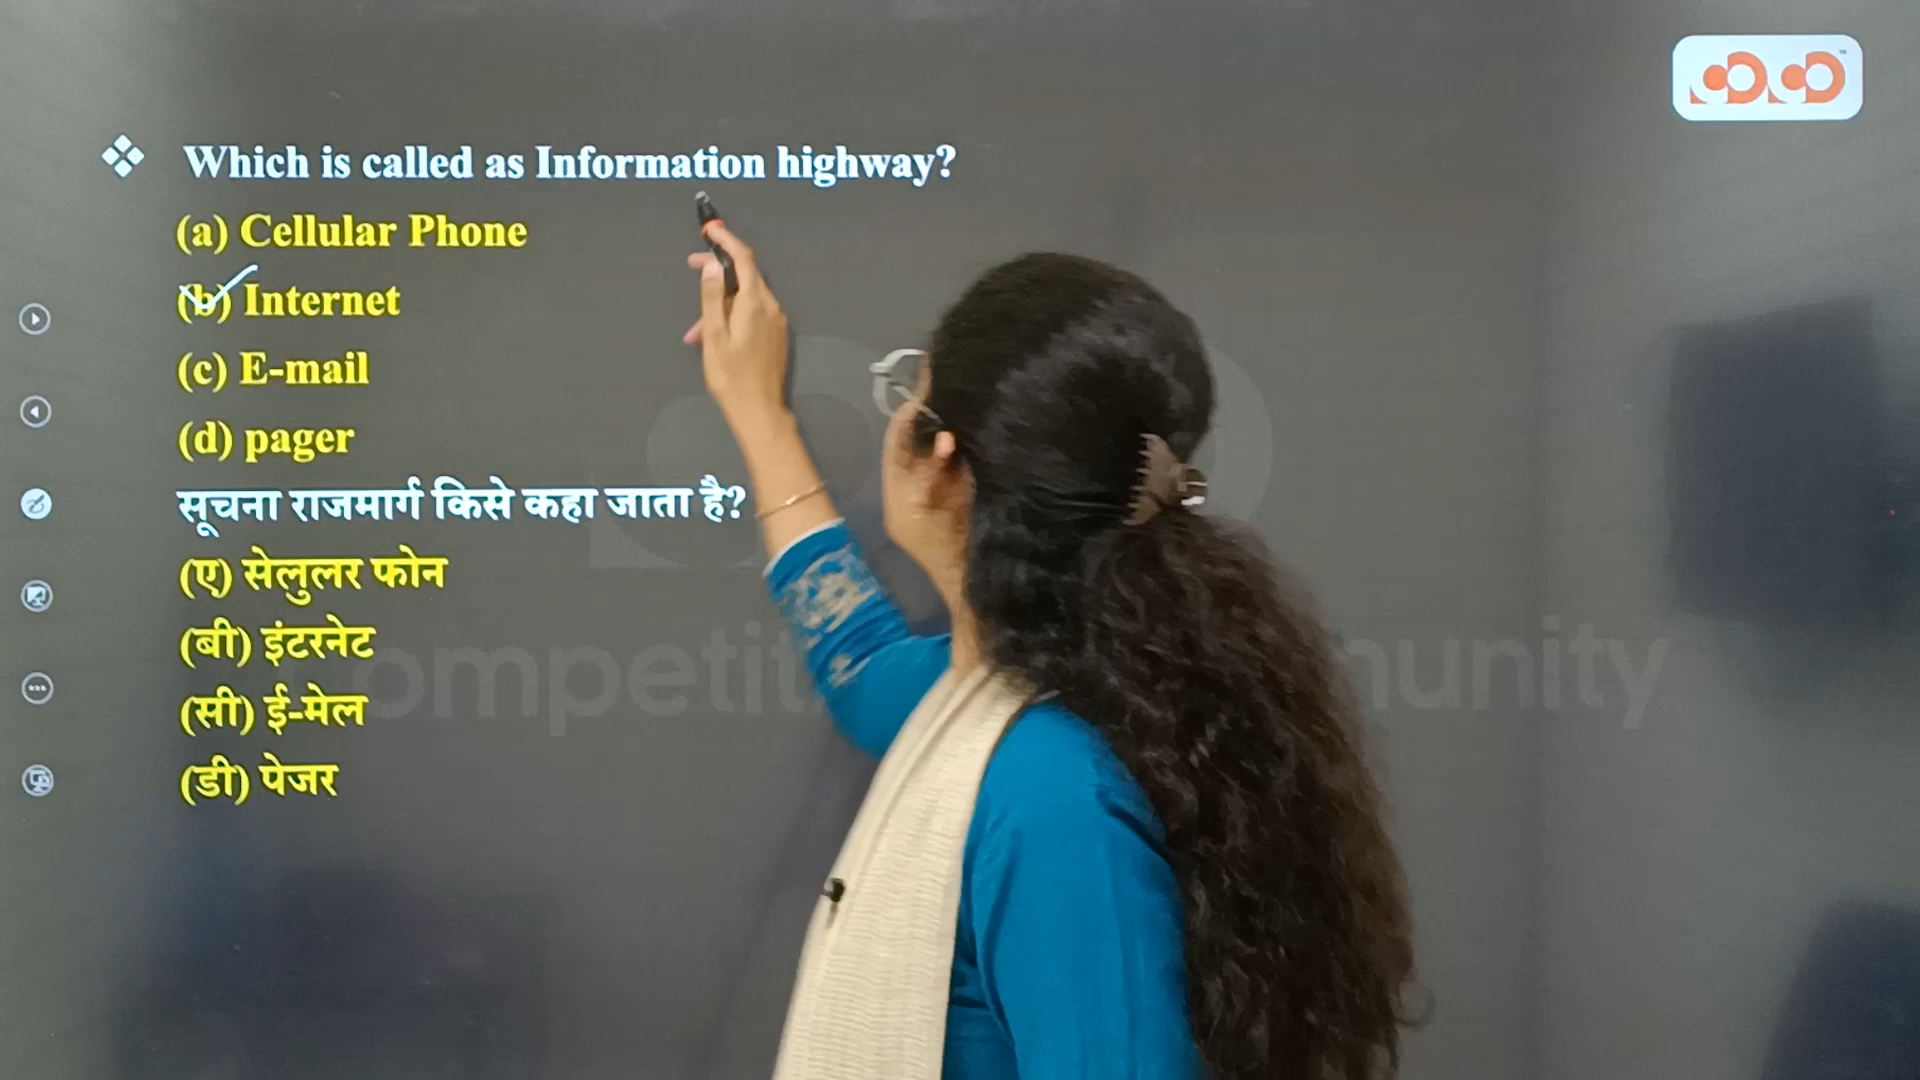 Which is called as Information highway?
(a) Cellular Phone
(b) Internet
(c) E-mail
(d) pager
सूचना राजमार्ग किसे कहा जाता है?
(ए) सेलुलर फोन
(बी) इंटरनेट
(सी) ई-मेल
(डी) पेजर